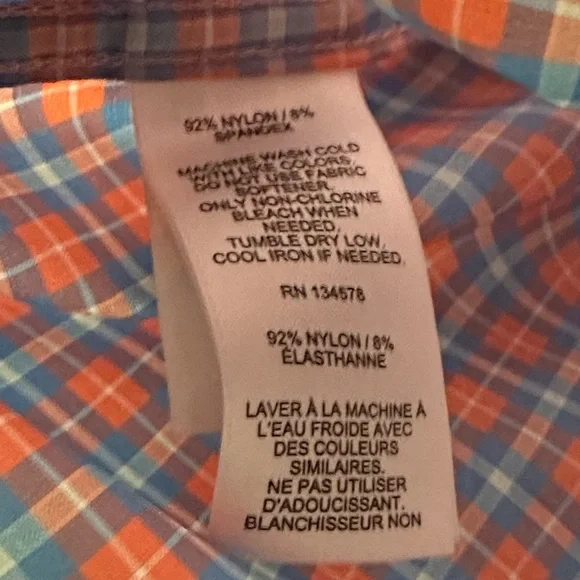 92% NYLON / 8%
SPANDEX
MACHINE WASH COLD
WITH LIKE COLORS,
DO NOT USE FABRIC
SOFTENER,
ONLY NON-CHLORINE
BLEACH WHEN
NEEDED,
TUMBLE DRY LOW,
COOL IRON IF NEEDED,
RN 134678
92% NYLON / 8%
ÉLASTHANNE
LAVER À LA MACHINE À
L'EAU FROIDE AVEC
DES COULEURS
SIMILAIRES.
NE PAS UTILISER
D'ADOUCISSANT.
BLANCHISSEUR NON